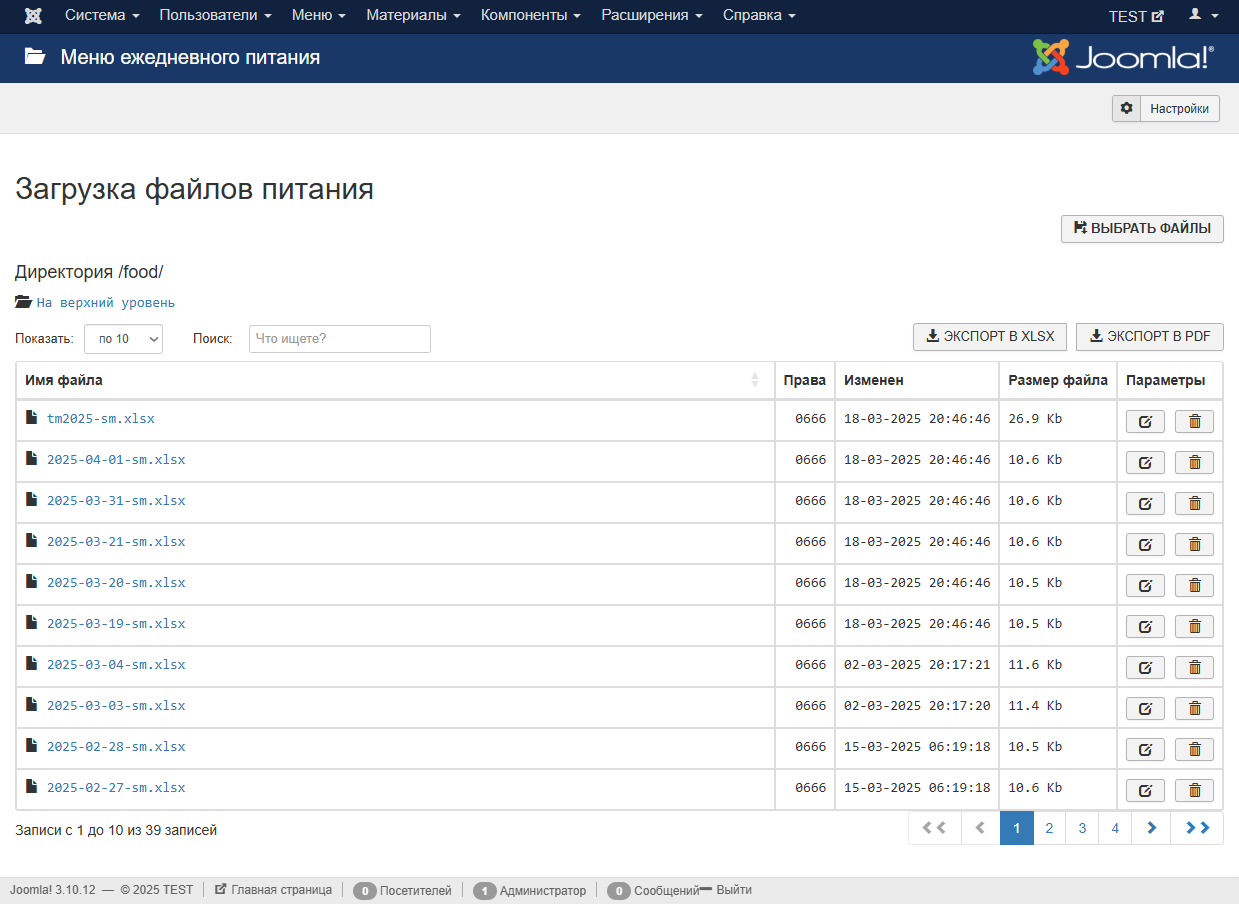 Система Пользователи Меню Материалы Компоненты Расширения Справка TEST
Меню ежедневного питания Joomla!®
Настройки
Загрузка файлов питания
ВЫБРАТЬ ФАЙЛЫ
Директория /food/
На верхний уровень
Показать: по 10 Поиск: Что ищете? ЭКСПОРТ В XLSX ЭКСПОРТ В PDF
Имя файла Права Изменен Размер файла Параметры
tm2025-sm.xlsx 0666 18-03-2025 20:46:46 26.9 Kb
2025-04-01-sm.xlsx 0666 18-03-2025 20:46:46 10.6 Kb
2025-03-31-sm.xlsx 0666 18-03-2025 20:46:46 10.6 Kb
2025-03-21-sm.xlsx 0666 18-03-2025 20:46:46 10.6 Kb
2025-03-20-sm.xlsx 0666 18-03-2025 20:46:46 10.5 Kb
2025-03-19-sm.xlsx 0666 18-03-2025 20:46:46 10.5 Kb
2025-03-04-sm.xlsx 0666 02-03-2025 20:17:21 11.6 Kb
2025-03-03-sm.xlsx 0666 02-03-2025 20:17:20 11.4 Kb
2025-02-28-sm.xlsx 0666 15-03-2025 06:19:18 10.5 Kb
2025-02-27-sm.xlsx 0666 15-03-2025 06:19:18 10.6 Kb
Записи с 1 до 10 из 39 записей 1 2 3 4
Joomla! 3.10.12 — © 2025 TEST Главная страница 0 Посетителей 1 Администратор 0 Сообщений Выйти